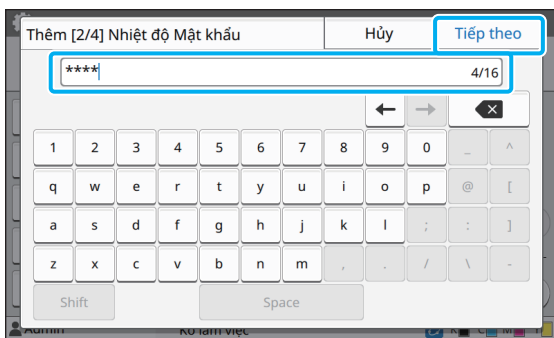 Thêm [2/4] Nhiệt độ Mật khẩu Hủy Tiếp theo
**** 4/16
← →
1 2 3 4 5 6 7 8 9 0 _ ^
q w e r t y u i o p @ [
a s d f g h j k l ; : ]
z x c v b n m , . / \ -
Shift Space
Admin Ko làm việc K C M Y